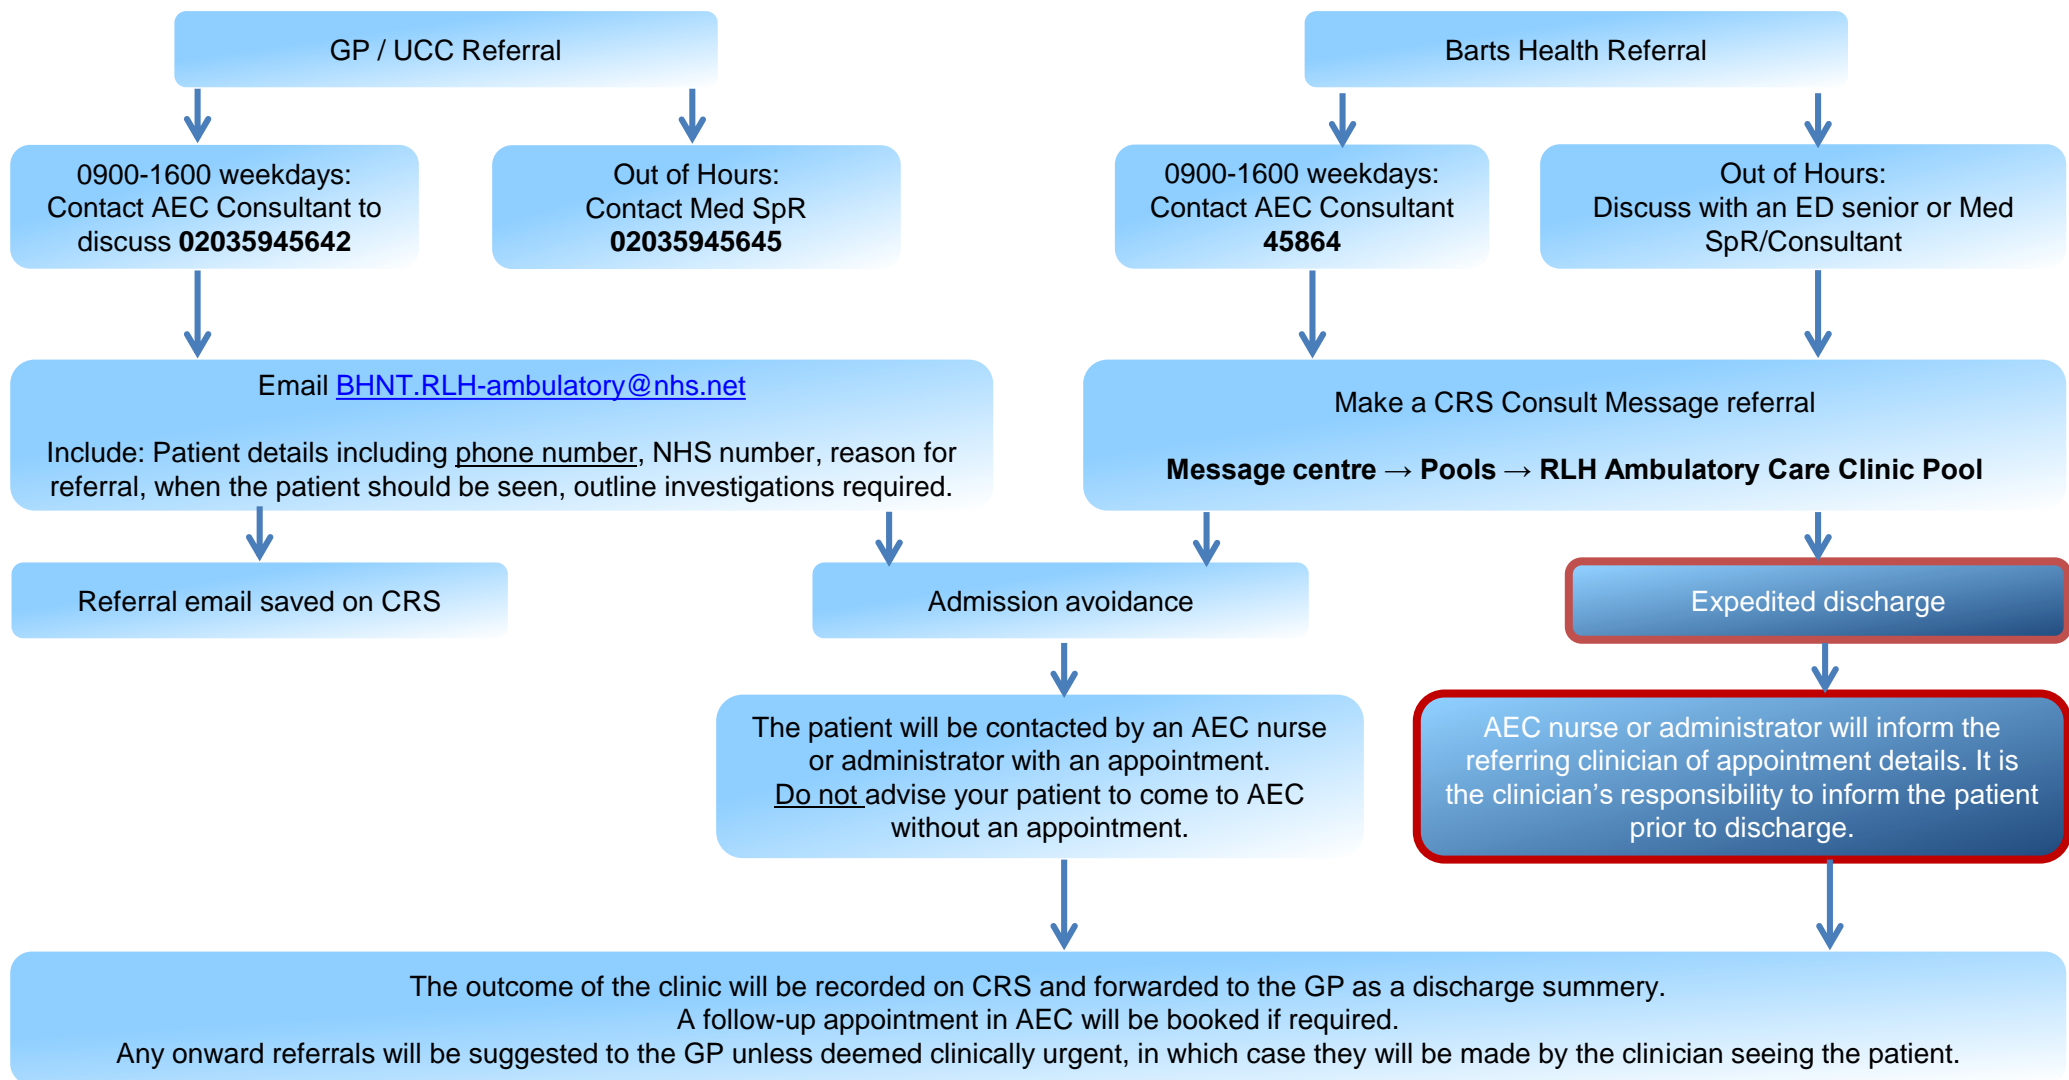 GP / UCC Referral
Barts Health Referral
0900-1600 weekdays:
Contact AEC Consultant to
discuss 02035945642
Out of Hours:
Contact Med SpR
02035945645
0900-1600 weekdays:
Contact AEC Consultant
45864
Out of Hours:
Discuss with an ED senior or Med
SpR/Consultant
Email BHNT.RLH-ambulatory@nhs.net
Include: Patient details including phone number, NHS number, reason for
referral, when the patient should be seen, outline investigations required.
Make a CRS Consult Message referral
Message centre → Pools → RLH Ambulatory Care Clinic Pool
Referral email saved on CRS
Admission avoidance
Expedited discharge
The patient will be contacted by an AEC nurse
or administrator with an appointment.
Do not advise your patient to come to AEC
without an appointment.
AEC nurse or administrator will inform the
referring clinician of appointment details. It is
the clinician’s responsibility to inform the patient
prior to discharge.
The outcome of the clinic will be recorded on CRS and forwarded to the GP as a discharge summery.
A follow-up appointment in AEC will be booked if required.
Any onward referrals will be suggested to the GP unless deemed clinically urgent, in which case they will be made by the clinician seeing the patient.